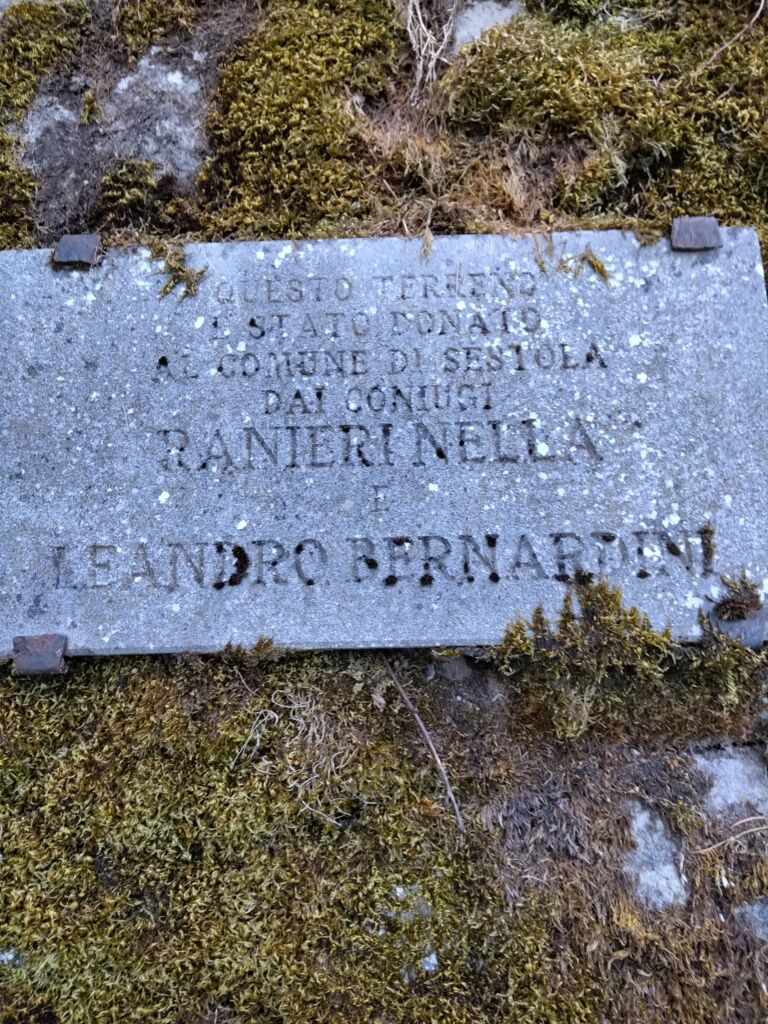 QUESTO TERRENO
E STATO DONATO
AL COMUNE DI SESTOLA
DAI CONIUGI
RANIERI NELLA
E
LEANDRO BERNARDINI